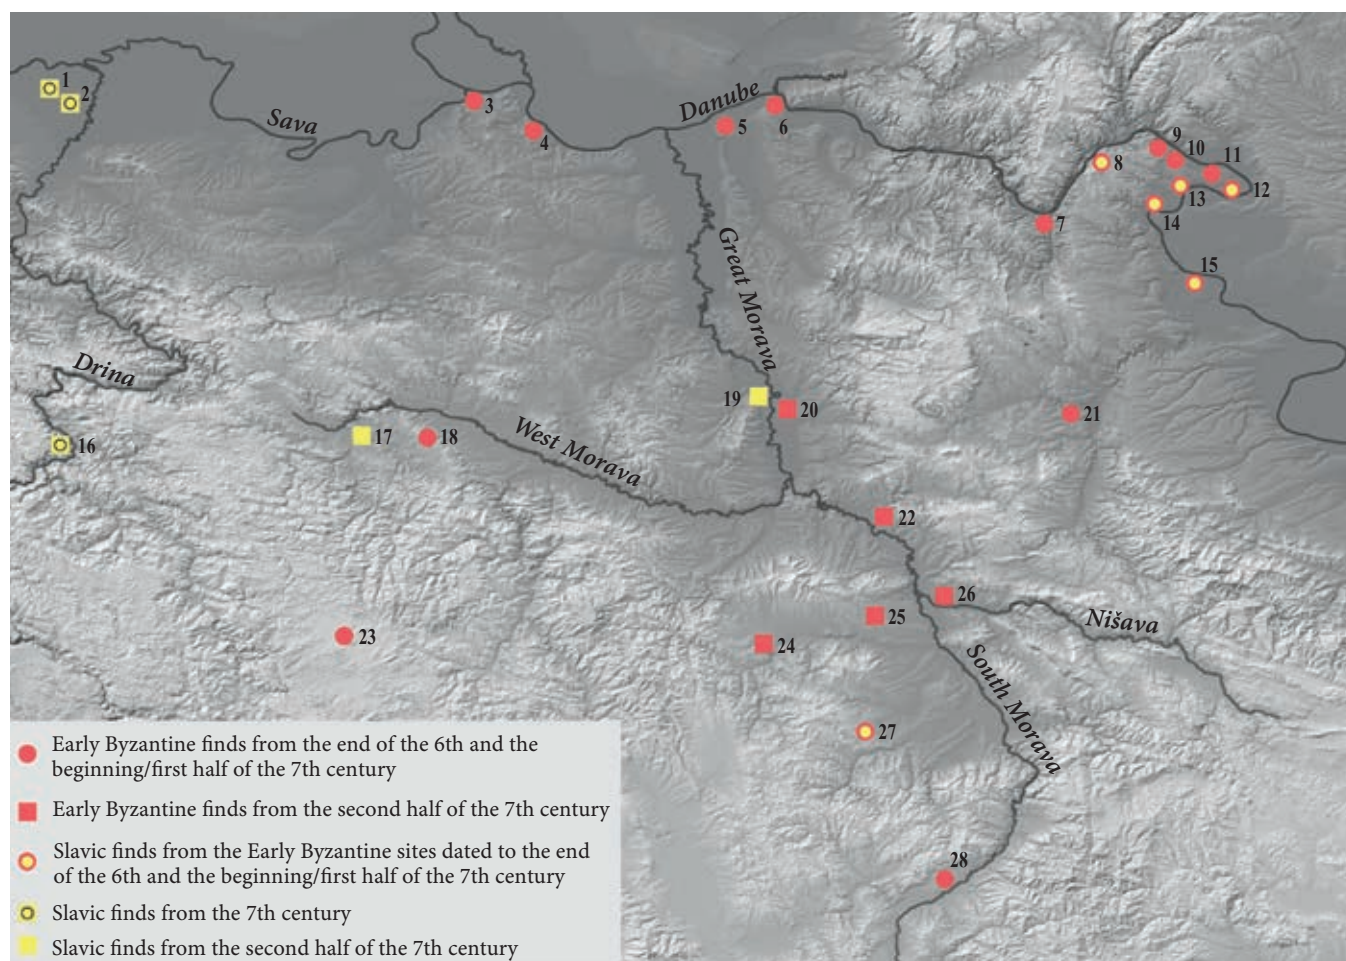 1
2
Sava
3
4
Danube
5
6
7
8
9
10
11
12
13
14
15
Great Morava
Drina
16
17
18
West Morava
19
20
21
22
23
24
25
26
Nišava
South Morava
27
28
Early Byzantine finds from the end of the 6th and the
beginning/first half of the 7th century
Early Byzantine finds from the second half of the 7th century
Slavic finds from the Early Byzantine sites dated to the end
of the 6th and the beginning/first half of the 7th century
Slavic finds from the 7th century
Slavic finds from the second half of the 7th century